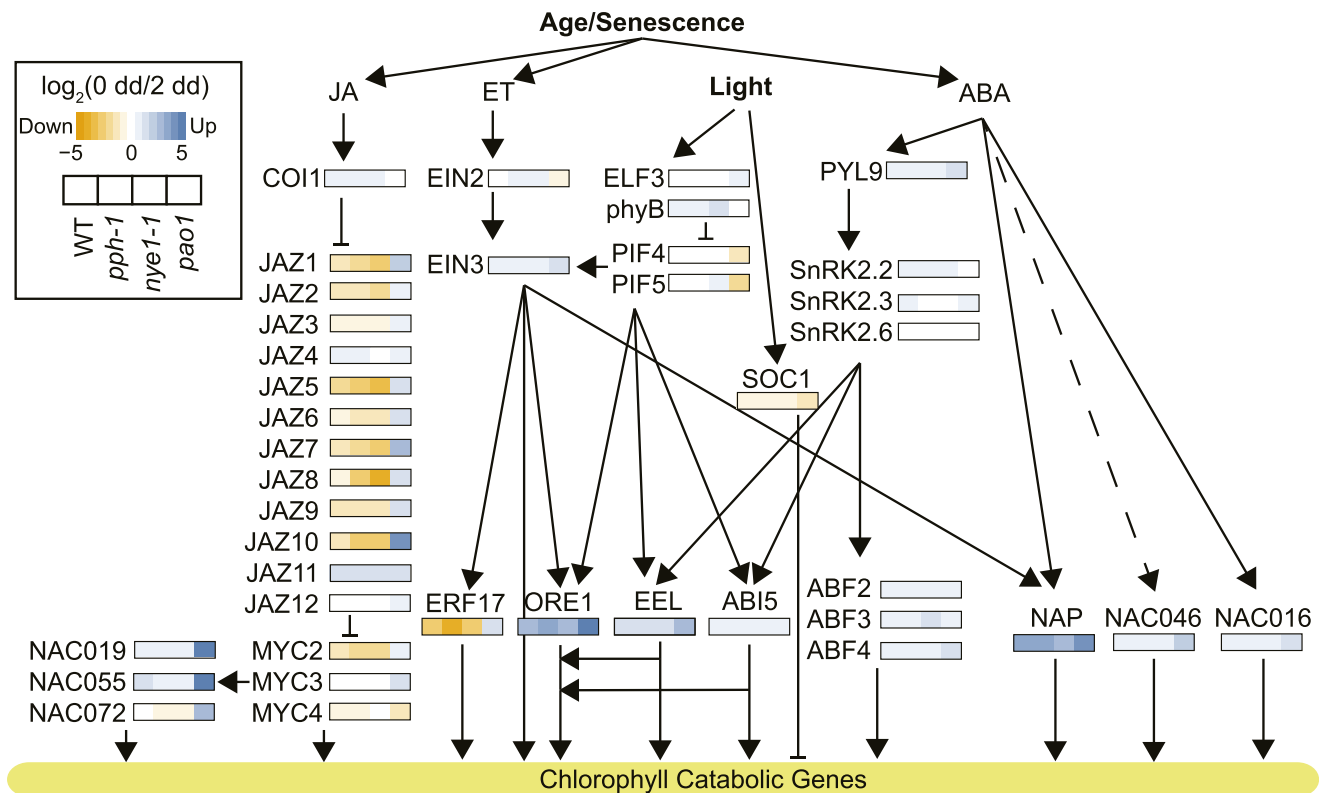 Age/Senescence
log2(0 dd/2 dd)
Down Up
−5 0 5
WT
pph-1
nye1-1
pao1
JA
ET
Light
ABA
COI1
EIN2
ELF3
phyB
PYL9
JAZ1
EIN3
PIF4
PIF5
SnRK2.2
SnRK2.3
SnRK2.6
JAZ2
JAZ3
JAZ4
JAZ5
SOC1
JAZ6
JAZ7
JAZ8
JAZ9
JAZ10
JAZ11
JAZ12
ERF17
ORE1
EEL
ABI5
ABF2
ABF3
ABF4
NAP
NAC046
NAC016
NAC019
NAC055
NAC072
MYC2
MYC3
MYC4
Chlorophyll Catabolic Genes